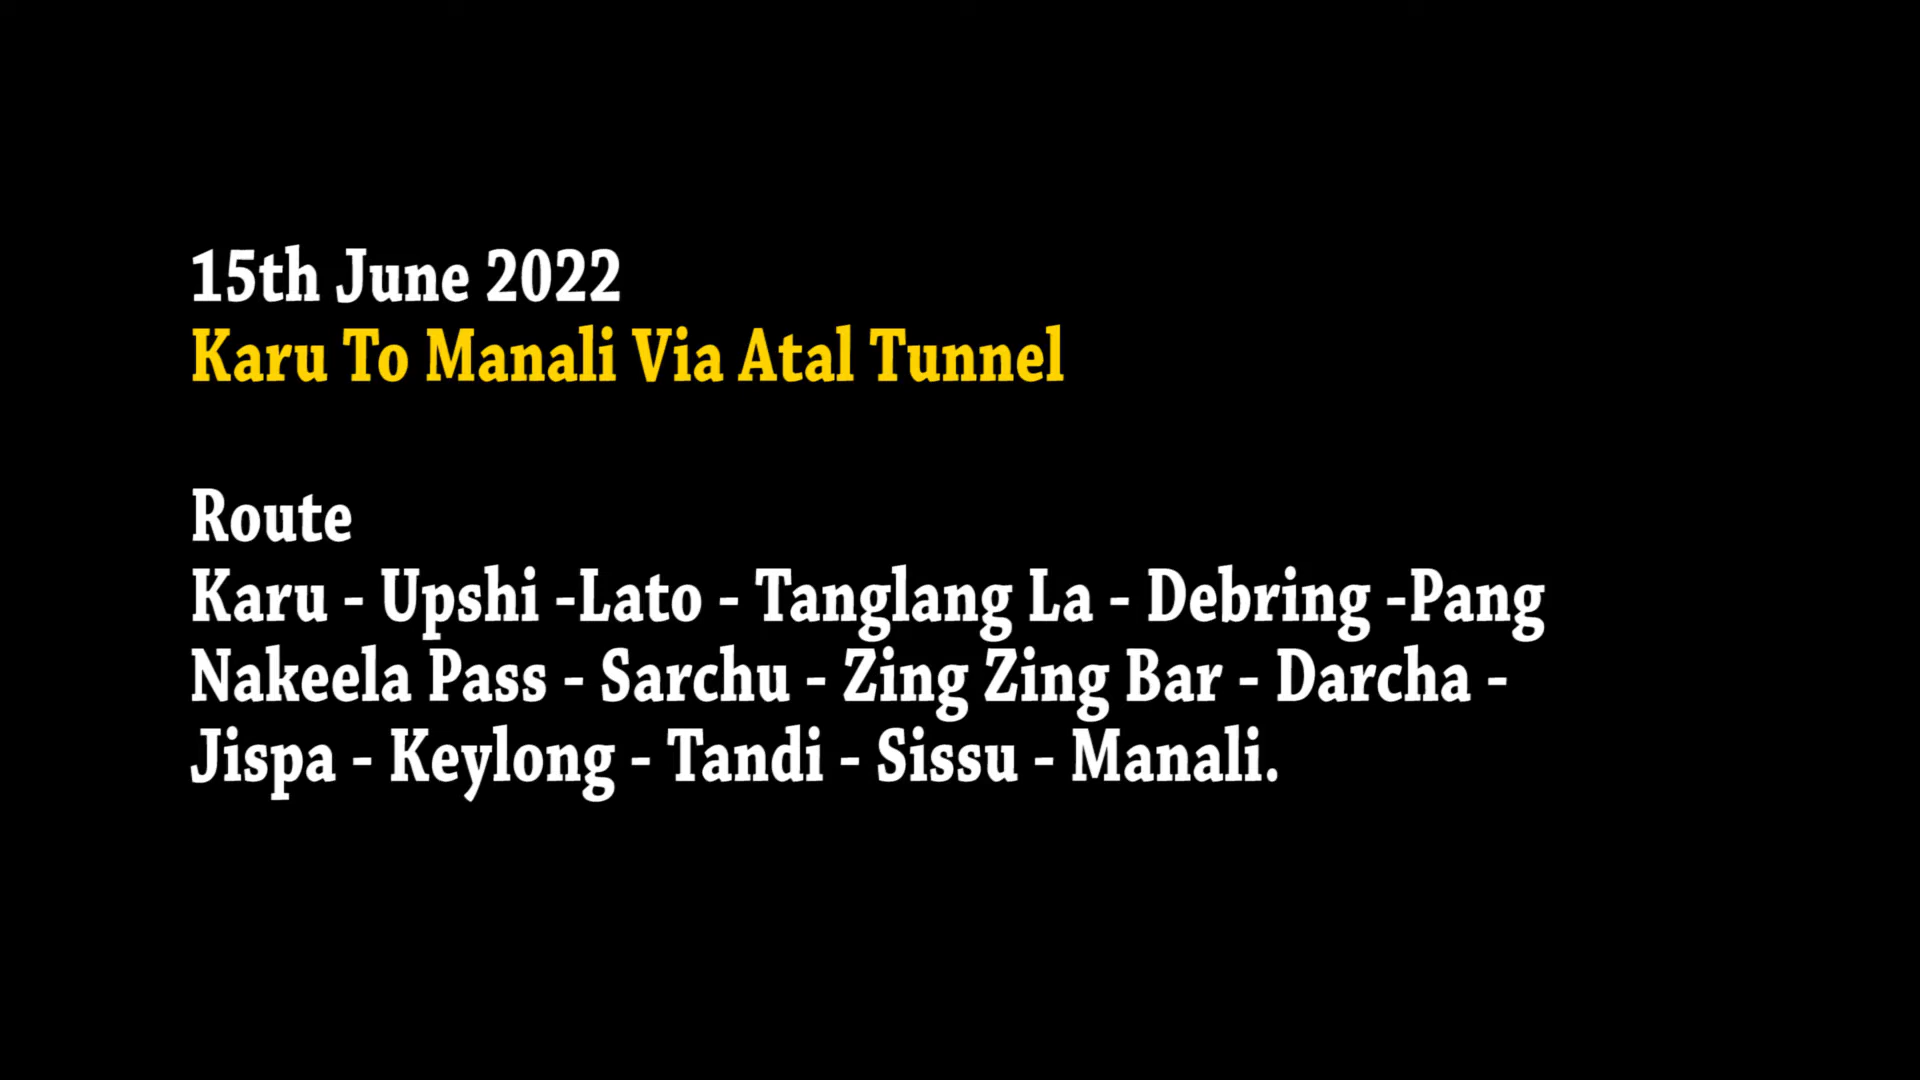 15th June 2022
Karu To Manali Via Atal Tunnel
Route
Karu - Upshi -Lato - Tanglang La - Debring -Pang
Nakeela Pass - Sarchu - Zing Zing Bar - Darcha -
Jispa - Keylong - Tandi - Sissu - Manali.